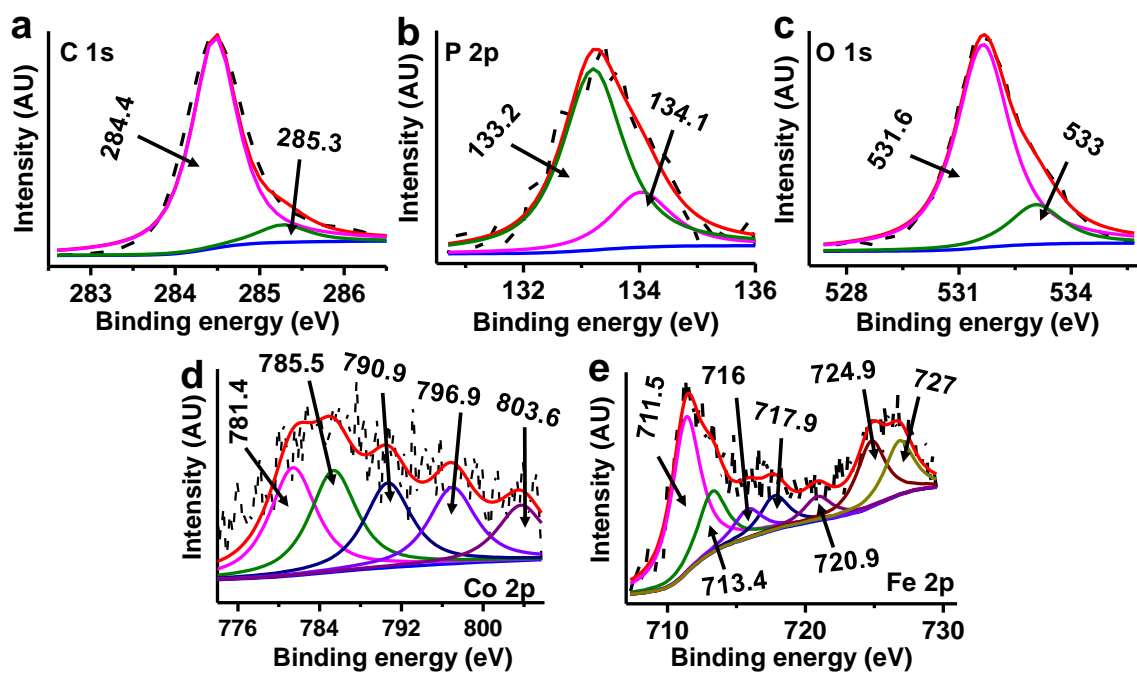 a
C 1s
284.4
285.3
Intensity (AU)
283 284 285 286
Binding energy (eV)
b
P 2p
133.2
134.1
Intensity (AU)
132 134 136
Binding energy (eV)
c
O 1s
531.6
533
Intensity (AU)
528 531 534
Binding energy (eV)
d
781.4
785.5
790.9
796.9
803.6
Intensity (AU)
Co 2p
776 784 792 800
Binding energy (eV)
e
711.5
716
717.9
724.9
727
713.4
720.9
Intensity (AU)
Fe 2p
710 720 730
Binding energy (eV)